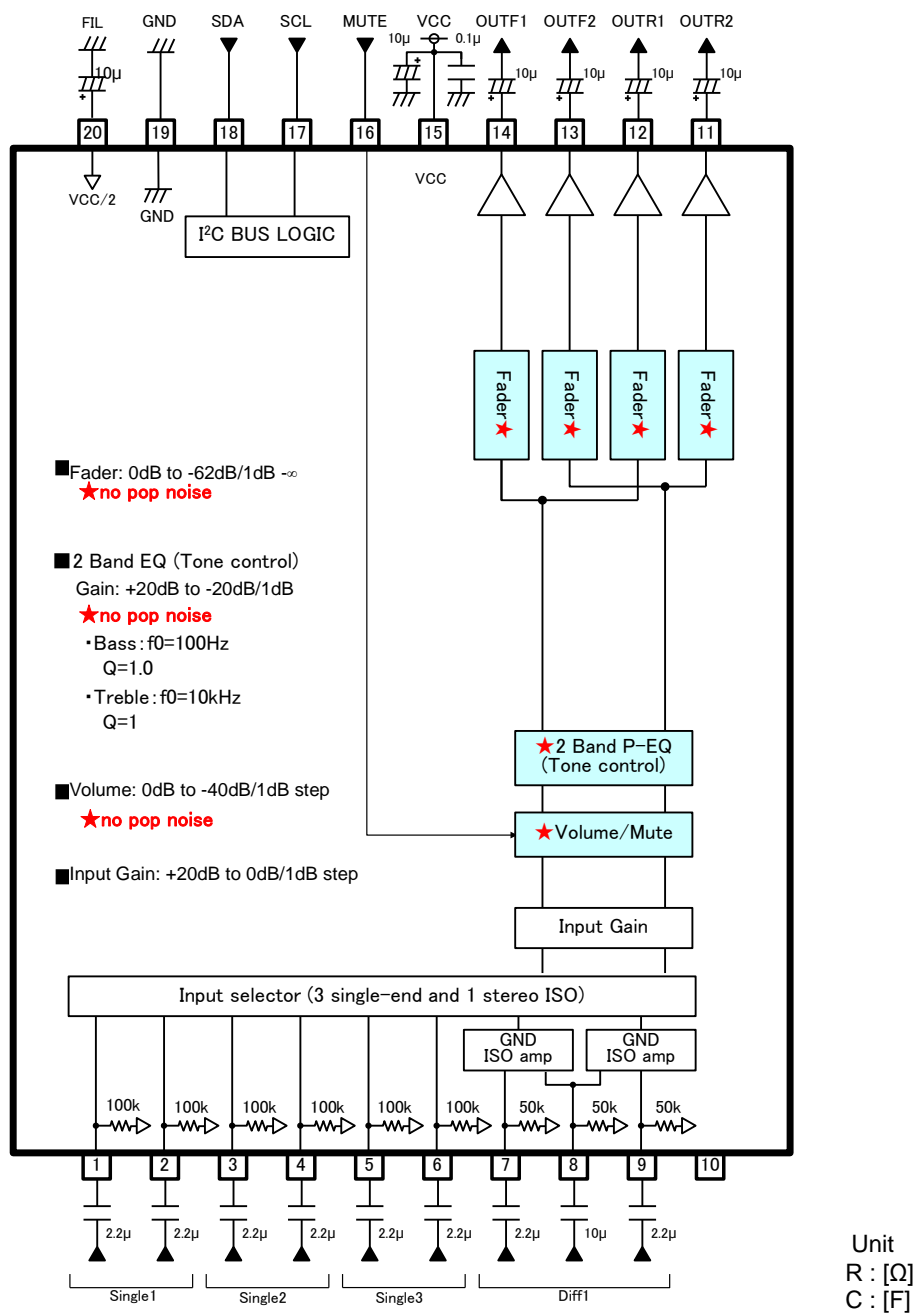 FIL GND SDA SCL MUTE VCC OUTF1 OUTF2 OUTR1 OUTR2
10μ 10μ 0.1μ 10μ 10μ 10μ 10μ
20 19 18 17 16 15 14 13 12 11
VCC/2 GND VCC
I²C BUS LOGIC
Fader★ Fader★ Fader★ Fader★
■Fader: 0dB to -62dB/1dB -∞
★no pop noise
■2 Band EQ (Tone control)
Gain: +20dB to -20dB/1dB
★no pop noise
・Bass:f0=100Hz
Q=1.0
・Treble:f0=10kHz
Q=1
★2 Band P-EQ
(Tone control)
■Volume: 0dB to -40dB/1dB step
★no pop noise
★Volume/Mute
■Input Gain: +20dB to 0dB/1dB step
Input Gain
Input selector (3 single-end and 1 stereo ISO)
GND
ISO amp
GND
ISO amp
100k 100k 100k 100k 100k 100k 50k 50k 50k
1 2 3 4 5 6 7 8 9 10
2.2μ 2.2μ 2.2μ 2.2μ 2.2μ 2.2μ 2.2μ 10μ 2.2μ
Single1 Single2 Single3 Diff1
Unit
R : [Ω]
C : [F]